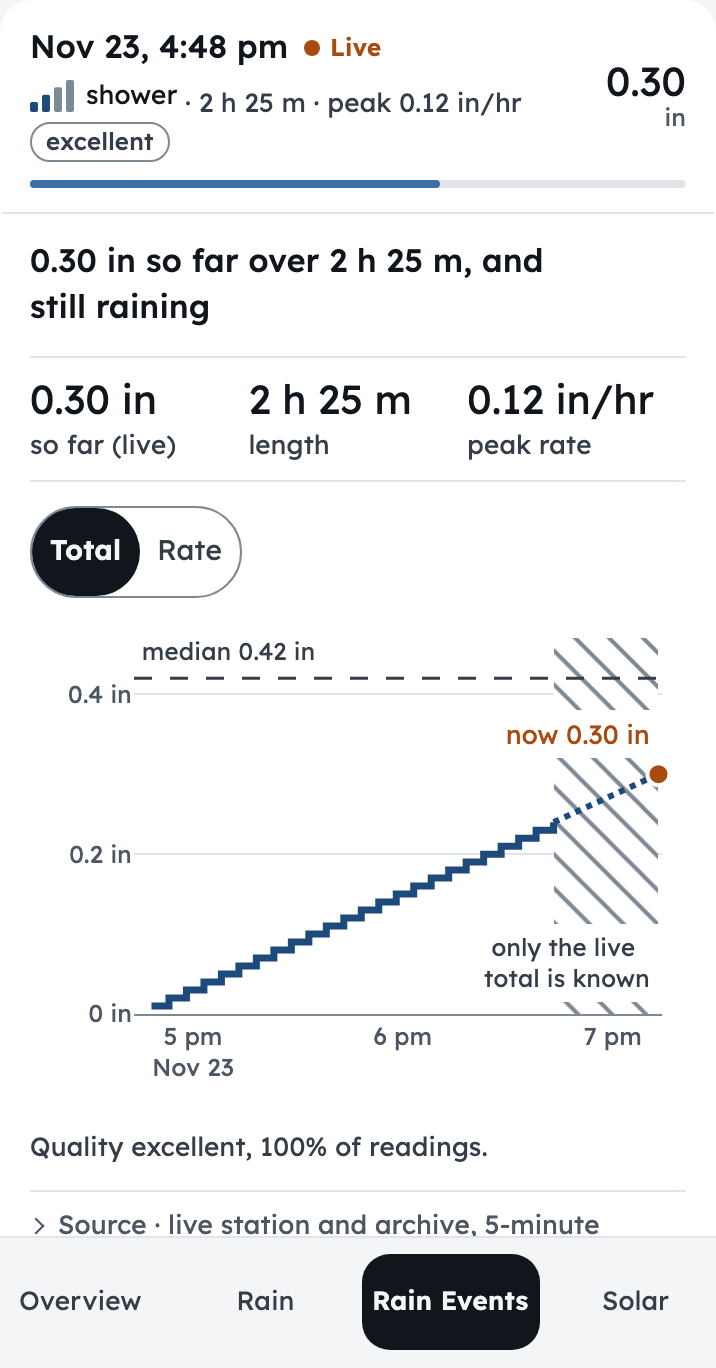 Nov 23, 4:48 pm ● Live
shower · 2 h 25 m · peak 0.12 in/hr
0.30
in
excellent
0.30 in so far over 2 h 25 m, and
still raining
0.30 in 2 h 25 m 0.12 in/hr
so far (live) length peak rate
Total Rate
median 0.42 in
0.4 in
now 0.30 in
0.2 in
only the live
total is known
0 in
5 pm 6 pm 7 pm
Nov 23
Quality excellent, 100% of readings.
> Source · live station and archive, 5-minute
Overview Rain Rain Events Solar